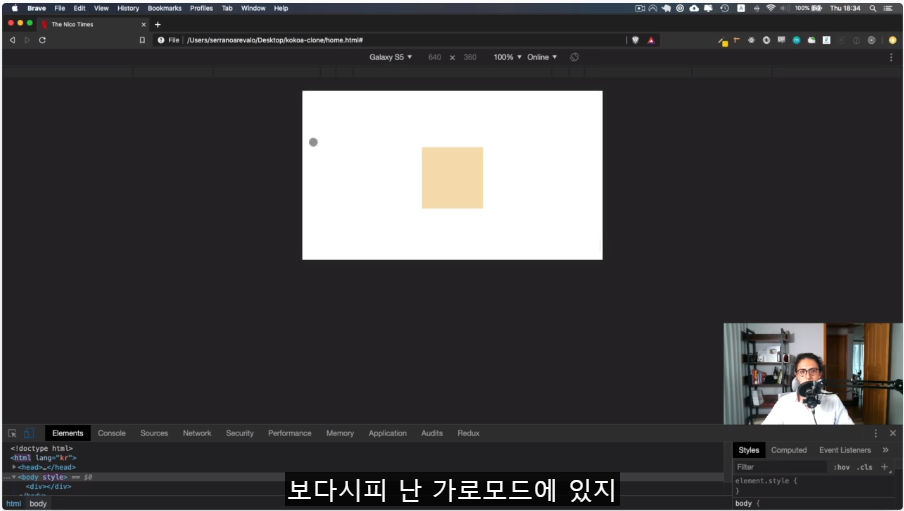 Brave File Edit View History Bookmarks Profiles Tab Window Help 100% Thu 18:34
The Nico Times
File | /Users/serranoarevalo/Desktop/kokoa-clone/home.html#
Galaxy S5 ▼ 640 × 360 100% ▼ Online ▼
Elements Console Sources Network Security Performance Memory Application Audits Redux
<!doctype html>
<html lang="kr">
<head>…</head>
<body style> == $0
<div></div>
html body
Styles Computed Event Listeners »
Filter :hov .cls +
element.style {
}
body {
보다시피 난 가로모드에 있지